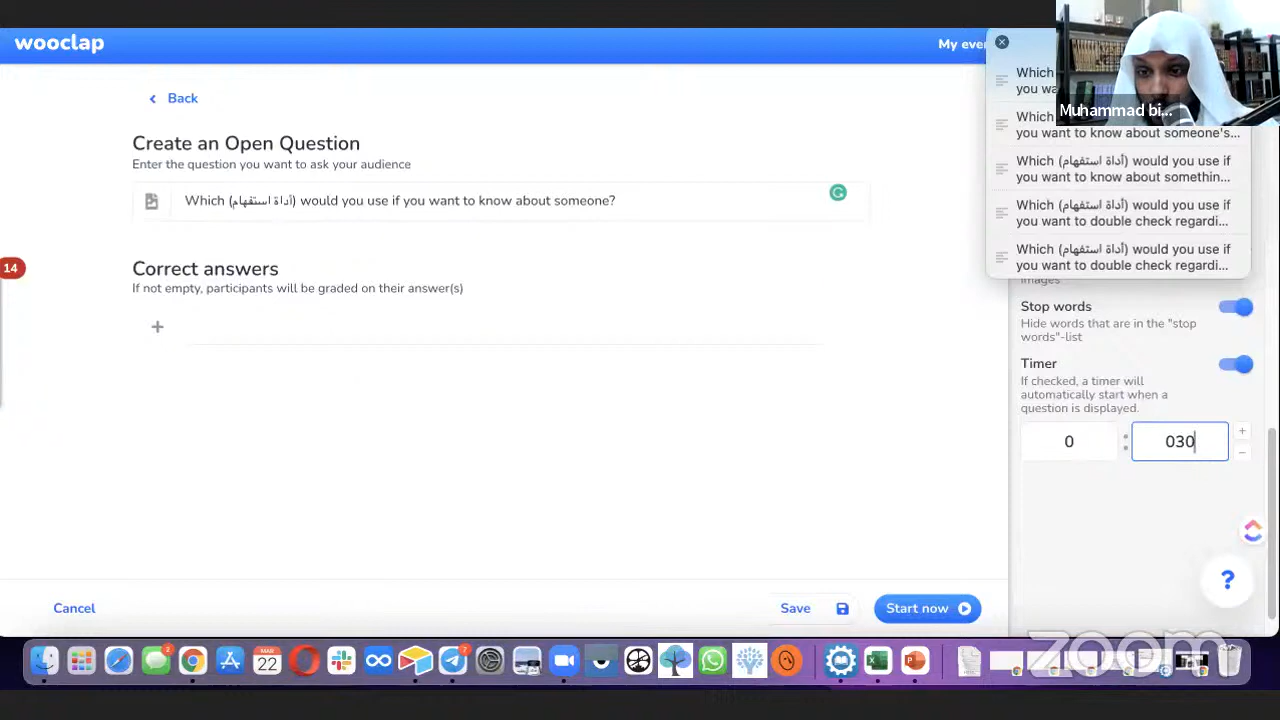 wooclap
My eve
Muhammad bi...
Which
you wa
Which
you want to know about someone's...
Which (أداة استفهام) would you use if
you want to know about somethin...
Which (أداة استفهام) would you use if
you want to double check regardi...
Which (أداة استفهام) would you use if
you want to double check regardi...
Back
Create an Open Question
Enter the question you want to ask your audience
Which (أداة استفهام) would you use if you want to know about someone?
14
Correct answers
If not empty, participants will be graded on their answer(s)
images
Stop words
Hide words that are in the "stop
words"-list
Timer
If checked, a timer will
automatically start when a
question is displayed.
0 : 030
?
Cancel
Save
Start now
zoom
2
MAR
22
7